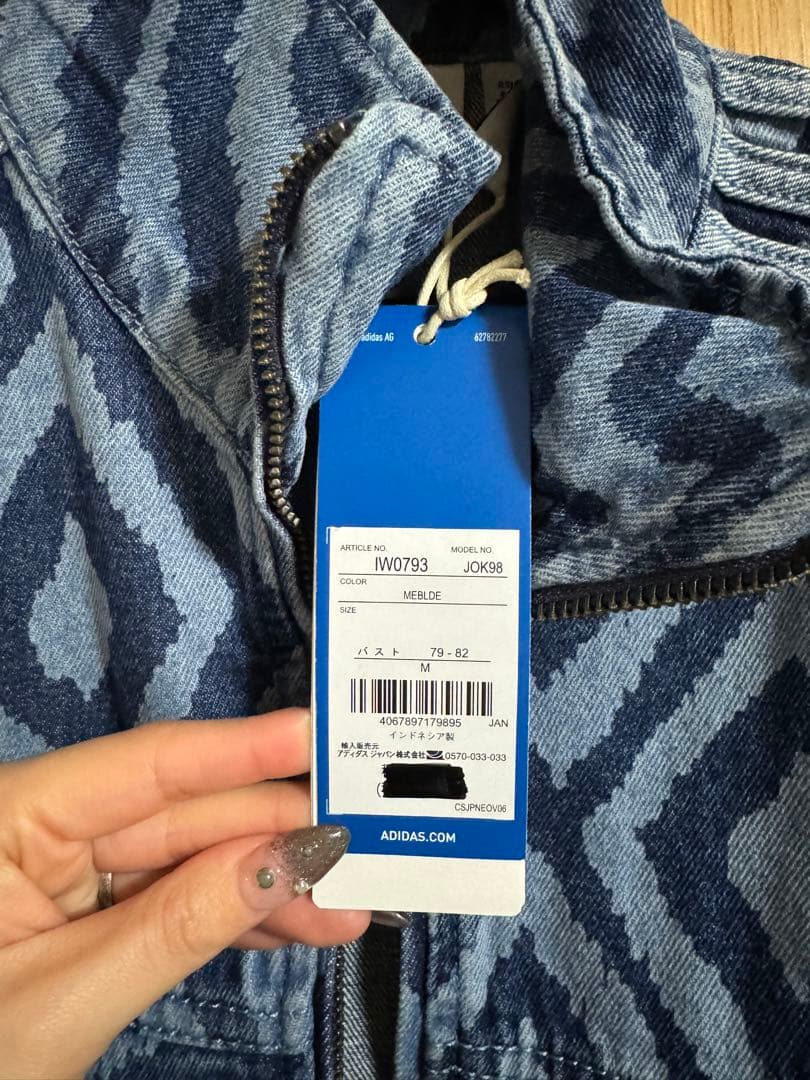 adidas AG 62782277
ARTICLE NO. MODEL NO.
IW0793 JOK98
COLOR
MEBLDE
SIZE
バスト 79 - 82
M
4067897179895 JAN
インドネシア製
輸入販売元
アディダス ジャパン株式会社 0570-033-033
CSJPNEOV06
ADIDAS.COM